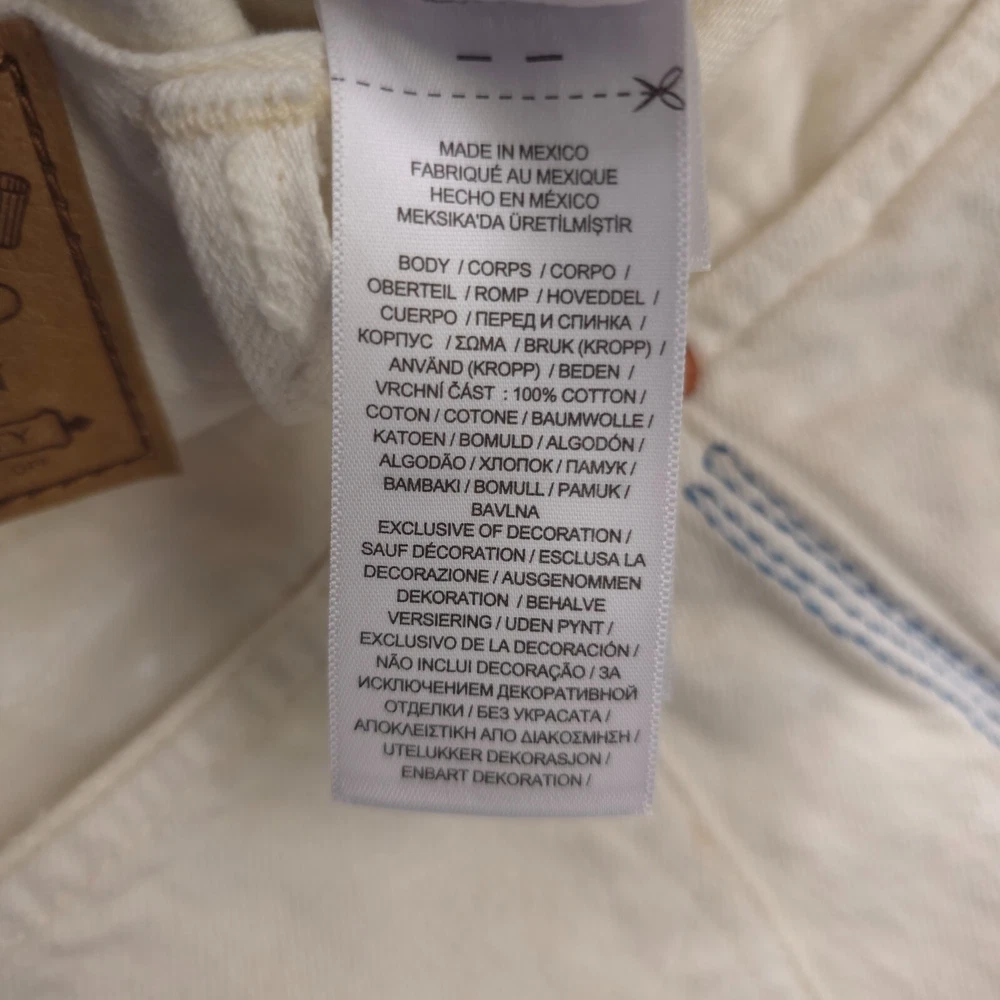 MADE IN MEXICO
FABRIQUÉ AU MEXIQUE
HECHO EN MÉXICO
MEKSIKA'DA ÜRETİLMİŞTİR
BODY / CORPS / CORPO /
OBERTEIL / ROMP / HOVEDDEL /
CUERPO / ПЕРЕД И СПИНКА /
КОРПУС / ΣΩΜΑ / BRUK (KROPP) /
ANVÄND (KROPP) / BEDEN /
VRCHNÍ ČÁST : 100% COTTON /
COTON / COTONE / BAUMWOLLE /
KATOEN / BOMULD / ALGODÓN /
ALGODÃO / ХЛОПОК / ПАМУК /
BAMBAKI / BOMULL / PAMUK /
BAVLNA
EXCLUSIVE OF DECORATION /
SAUF DÉCORATION / ESCLUSA LA
DECORAZIONE / AUSGENOMMEN
DEKORATION / BEHALVE
VERSIERING / UDEN PYNT /
EXCLUSIVO DE LA DECORACIÓN /
NÃO INCLUI DECORAÇÃO / ЗА
ИСКЛЮЧЕНИЕМ ДЕКОРАТИВНОЙ
ОТДЕЛКИ / БЕЗ УКРАСАТА /
ΑΠΟΚΛΕΙΣΤΙΚΗ ΑΠΟ ΔΙΑΚΟΣΜΗΣΗ /
UTELUKKER DEKORASJON /
ENBART DEKORATION /